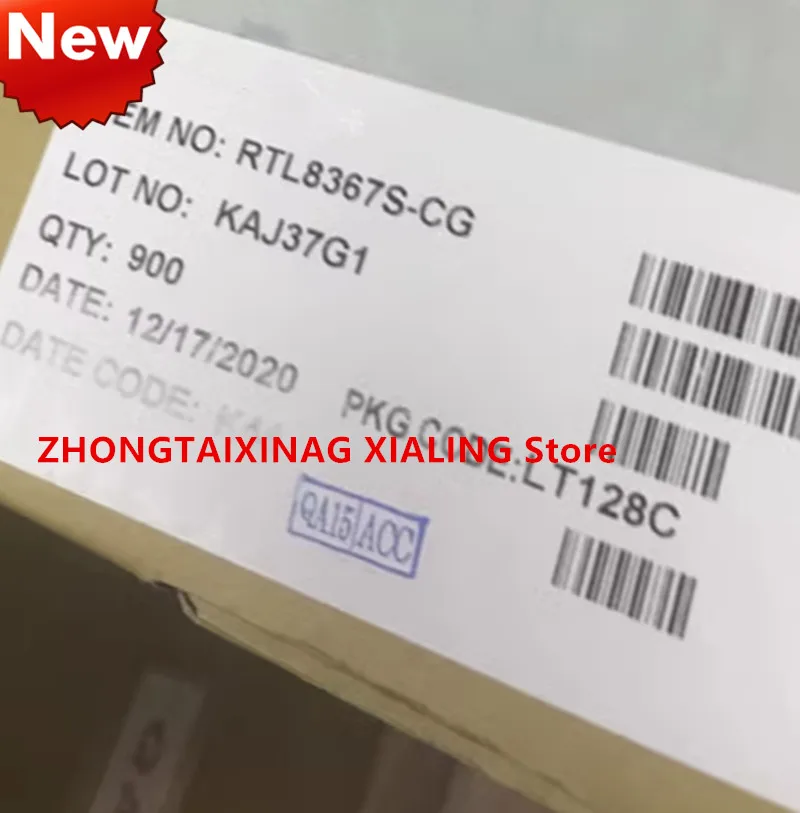 New
EM NO: RTL8367S-CG
LOT NO: KAJ37G1
QTY: 900
DATE: 12/17/2020
DATE CODE:
PKG CODE:LT128C
ZHONGTAIXINAG XIALING Store
QA15 ACC